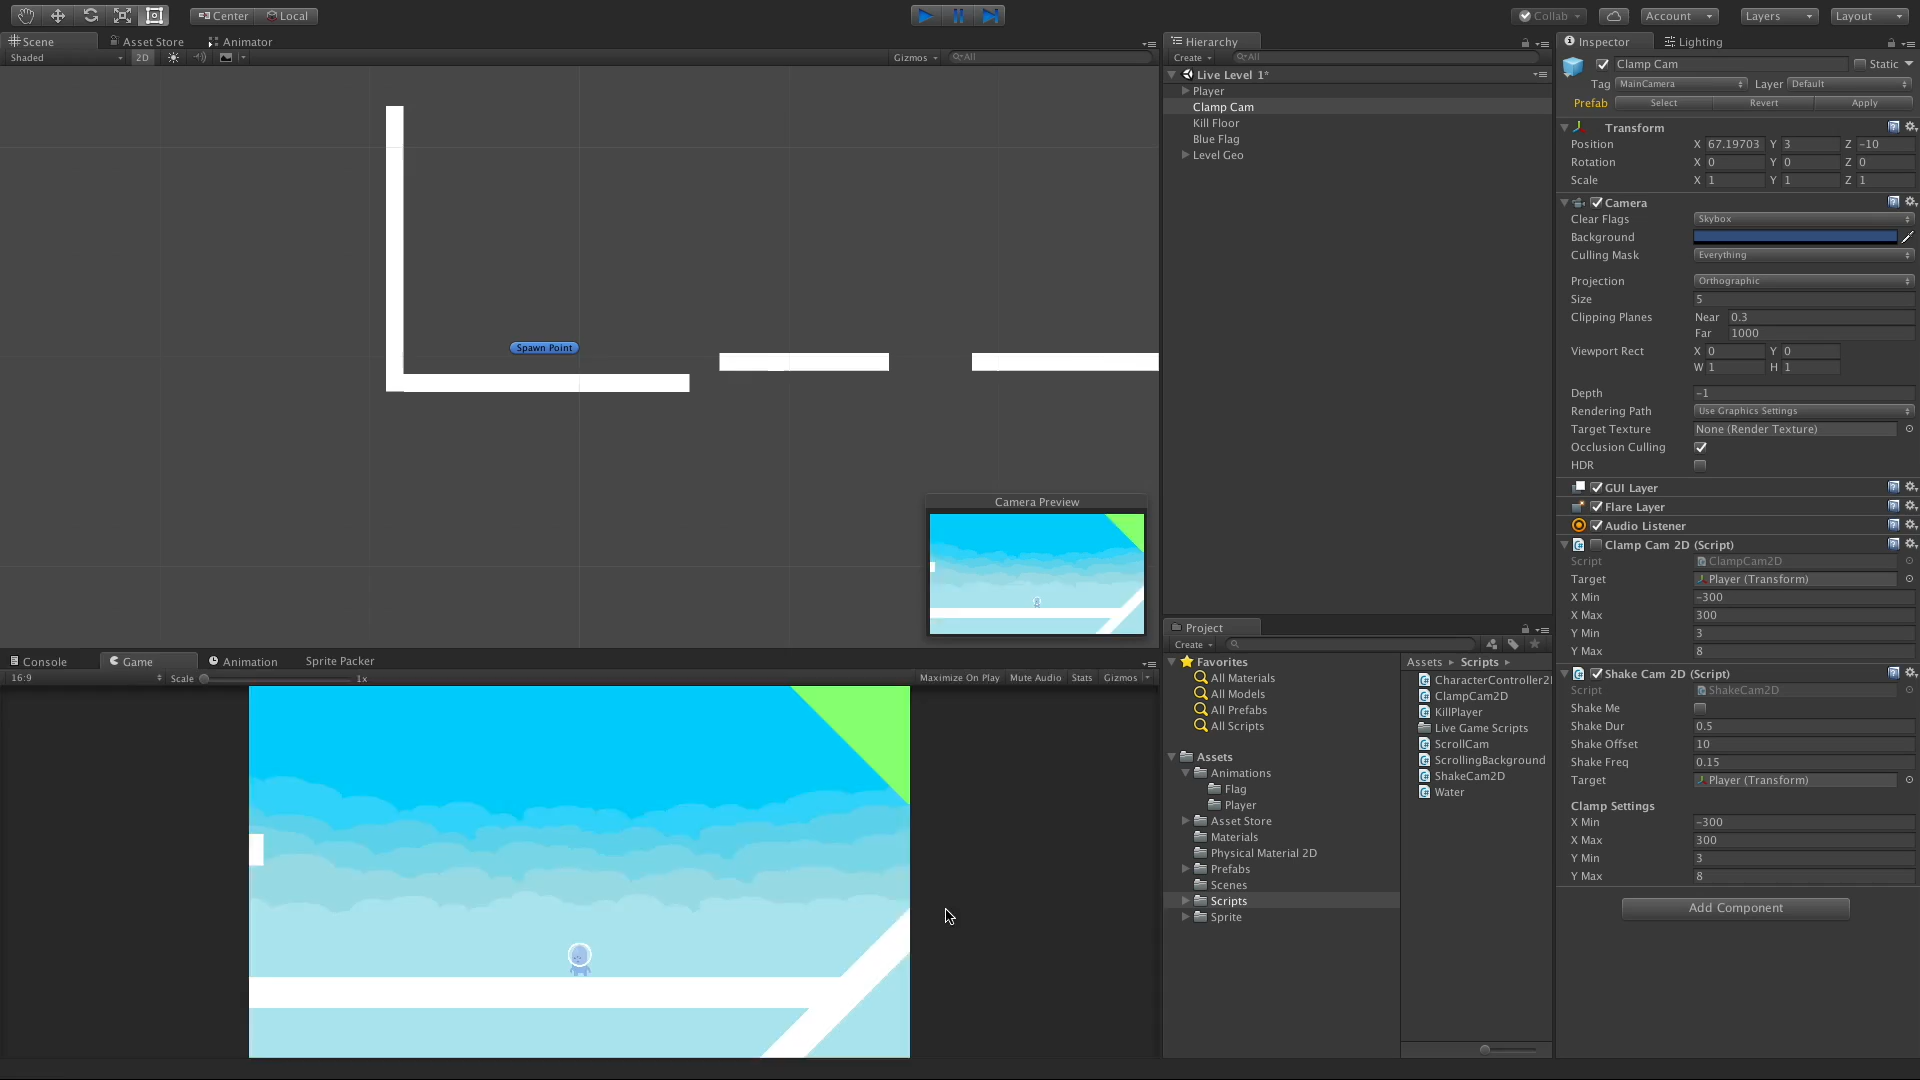 Center Local
Collab Account Layers Layout
Scene Asset Store Animator
Shaded 2D Gizmos All
Spawn Point
Camera Preview
Console Game Animation Sprite Packer
16:9 Scale 1x Maximize On Play Mute Audio Stats Gizmos
Hierarchy
Create All
Live Level 1*
Player
Clamp Cam
Kill Floor
Blue Flag
Level Geo
Project
Create
Favorites
All Materials
All Models
All Prefabs
All Scripts
Assets
Animations
Flag
Player
Asset Store
Materials
Physical Material 2D
Prefabs
Scenes
Scripts
Sprite
Assets Scripts
CharacterController2
ClampCam2D
KillPlayer
Live Game Scripts
ScrollCam
ScrollingBackground
ShakeCam2D
Water
Inspector Lighting
Clamp Cam Static
Tag MainCamera Layer Default
Prefab Select Revert Apply
Transform
Position X 67.19703 Y 3 Z -10
Rotation X 0 Y 0 Z 0
Scale X 1 Y 1 Z 1
Camera
Clear Flags Skybox
Background
Culling Mask Everything
Projection Orthographic
Size 5
Clipping Planes Near 0.3
Far 1000
Viewport Rect X 0 Y 0
W 1 H 1
Depth -1
Rendering Path Use Graphics Settings
Target Texture None (Render Texture)
Occlusion Culling
HDR
GUI Layer
Flare Layer
Audio Listener
Clamp Cam 2D (Script)
Script ClampCam2D
Target Player (Transform)
X Min -300
X Max 300
Y Min 3
Y Max 8
Shake Cam 2D (Script)
Script ShakeCam2D
Shake Me
Shake Dur 0.5
Shake Offset 10
Shake Freq 0.15
Target Player (Transform)
Clamp Settings
X Min -300
X Max 300
Y Min 3
Y Max 8
Add Component